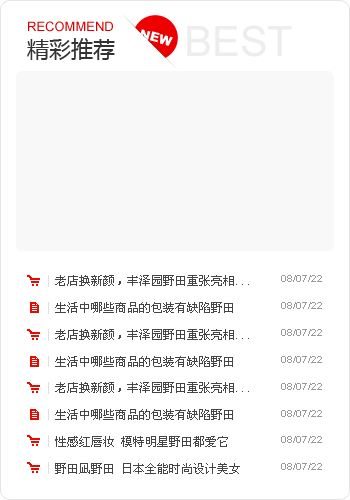 RECOMMEND
精彩推荐
NEW
BEST
老店换新颜，丰泽园野田重张亮相... 08/07/22
生活中哪些商品的包装有缺陷野田 08/07/22
老店换新颜，丰泽园野田重张亮相... 08/07/22
生活中哪些商品的包装有缺陷野田 08/07/22
老店换新颜，丰泽园野田重张亮相... 08/07/22
生活中哪些商品的包装有缺陷野田 08/07/22
性感红唇妆 模特明星野田都爱它 08/07/22
野田凪野田 日本全能时尚设计美女 08/07/22